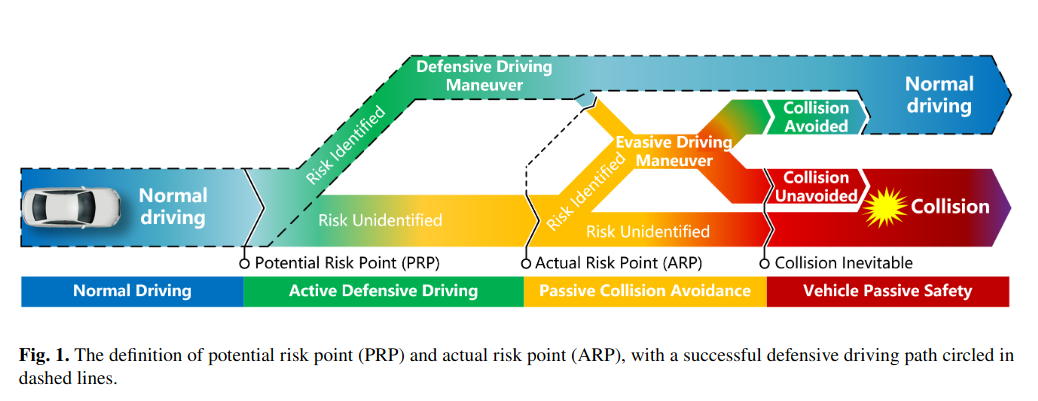 Defensive Driving
Maneuver
Normal
driving
Risk Identified
Collision
Avoided
Evasive Driving
Maneuver
Normal
driving
Risk Identified
Collision
Unavoided
Collision
Risk Unidentified
Risk Unidentified
Potential Risk Point (PRP)
Actual Risk Point (ARP)
Collision Inevitable
Normal Driving
Active Defensive Driving
Passive Collision Avoidance
Vehicle Passive Safety
Fig. 1. The definition of potential risk point (PRP) and actual risk point (ARP), with a successful defensive driving path circled in
dashed lines.